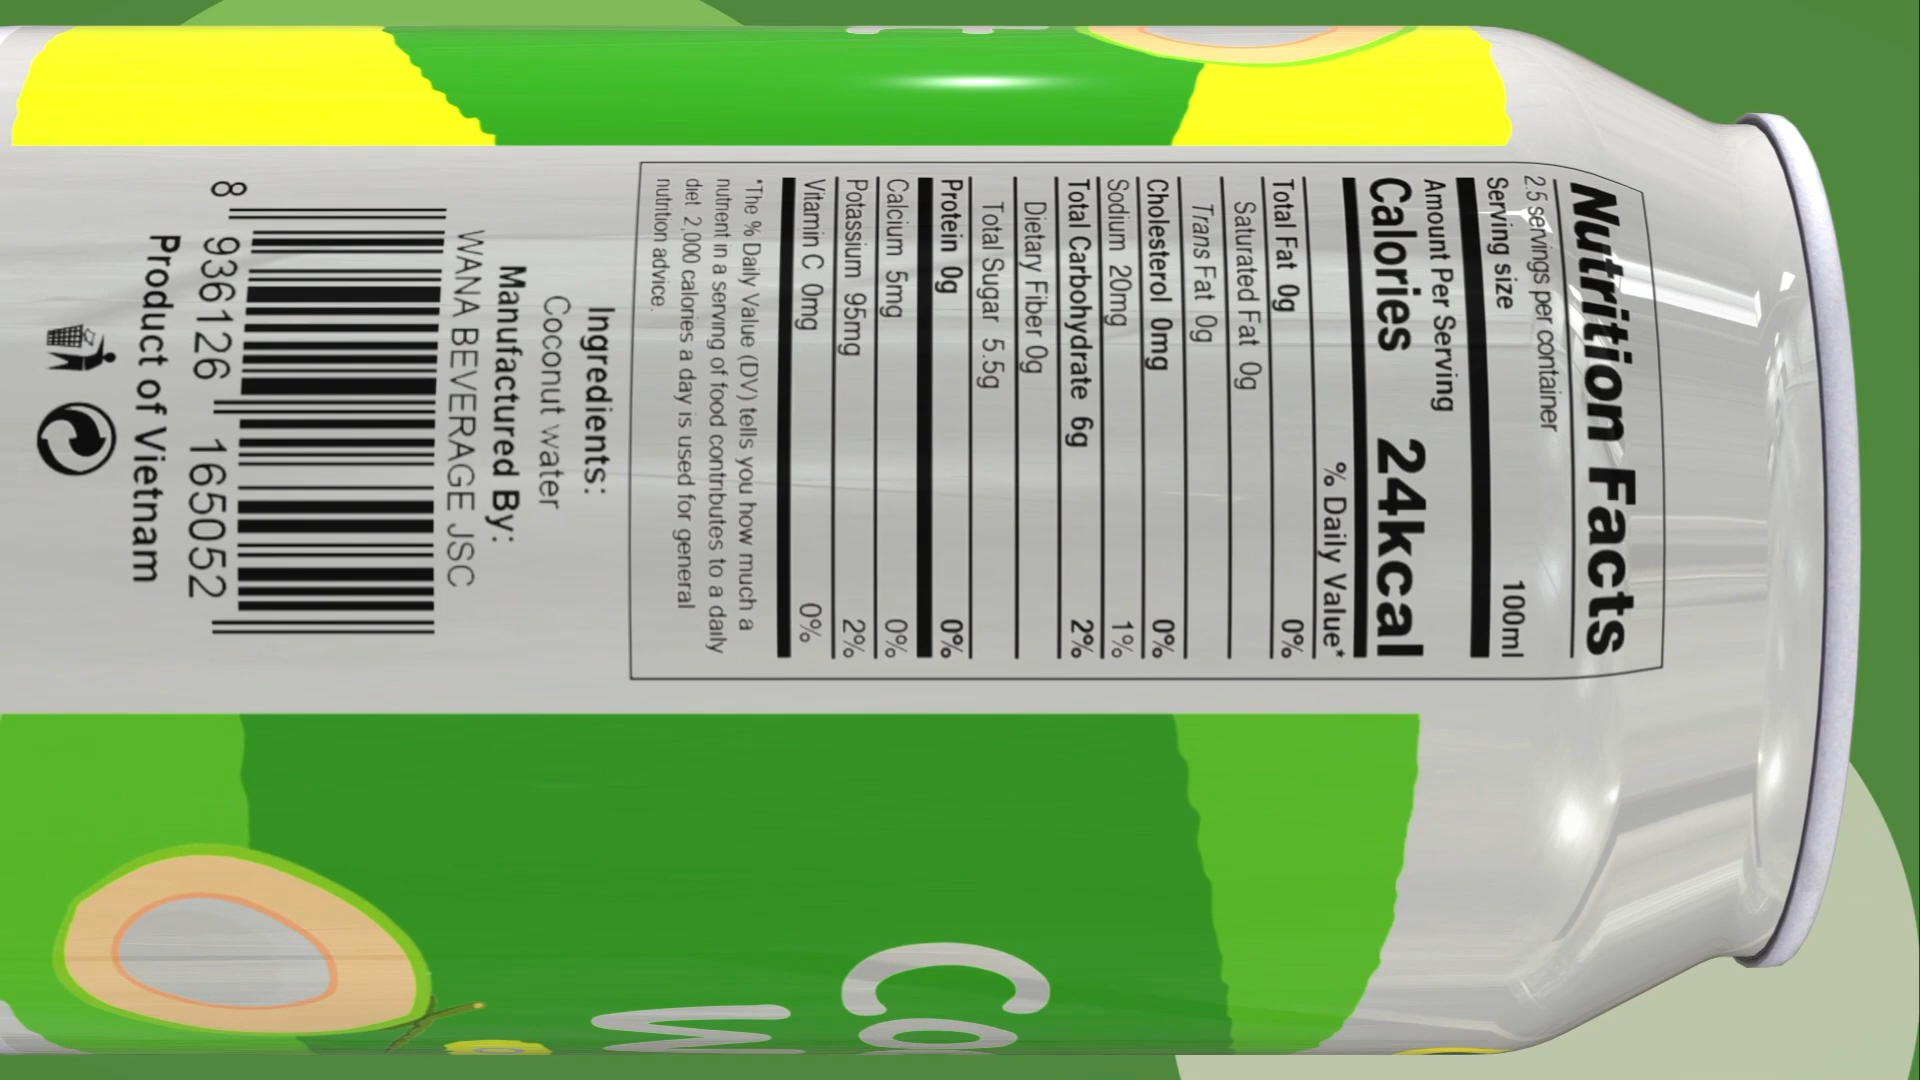 Nutrition Facts
2.5 servings per container
Serving size 100ml
Amount Per Serving
Calories 24kcal
% Daily Value*
Total Fat 0g 0%
Saturated Fat 0g
Trans Fat 0g
Cholesterol 0mg 0%
Sodium 20mg 1%
Total Carbohydrate 6g 2%
Dietary Fiber 0g
Total Sugar 5.5g
Protein 0g 0%
Calcium 5mg 0%
Potassium 95mg 2%
Vitamin C 0mg 0%
*The % Daily Value (DV) tells you how much a
nutrient in a serving of food contributes to a daily
diet. 2,000 calories a day is used for general
nutrition advice.
Ingredients:
Coconut water
Manufactured By:
WANA BEVERAGE JSC
8 936126 165052
Product of Vietnam